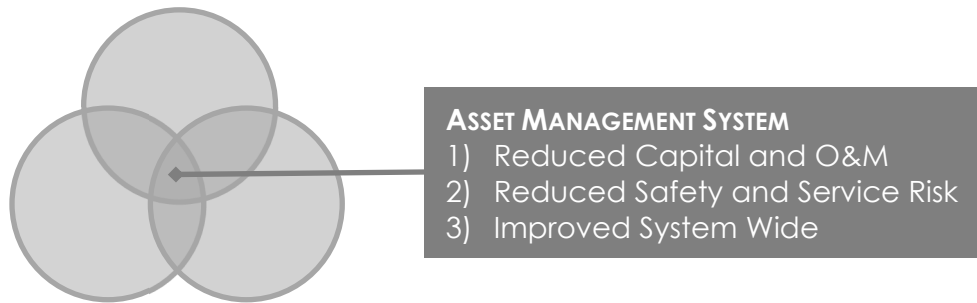 ASSET MANAGEMENT SYSTEM
1) Reduced Capital and O&M
2) Reduced Safety and Service Risk
3) Improved System Wide